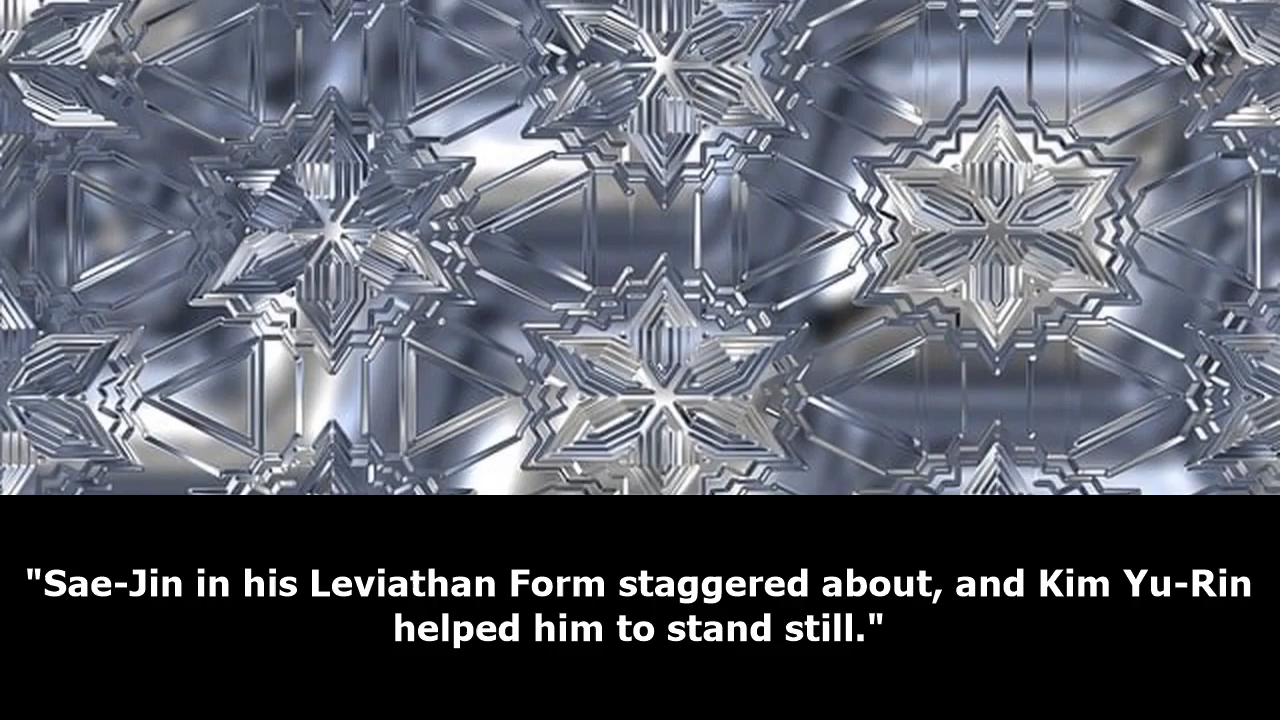 "Sae-Jin in his Leviathan Form staggered about, and Kim Yu-Rin
helped him to stand still."